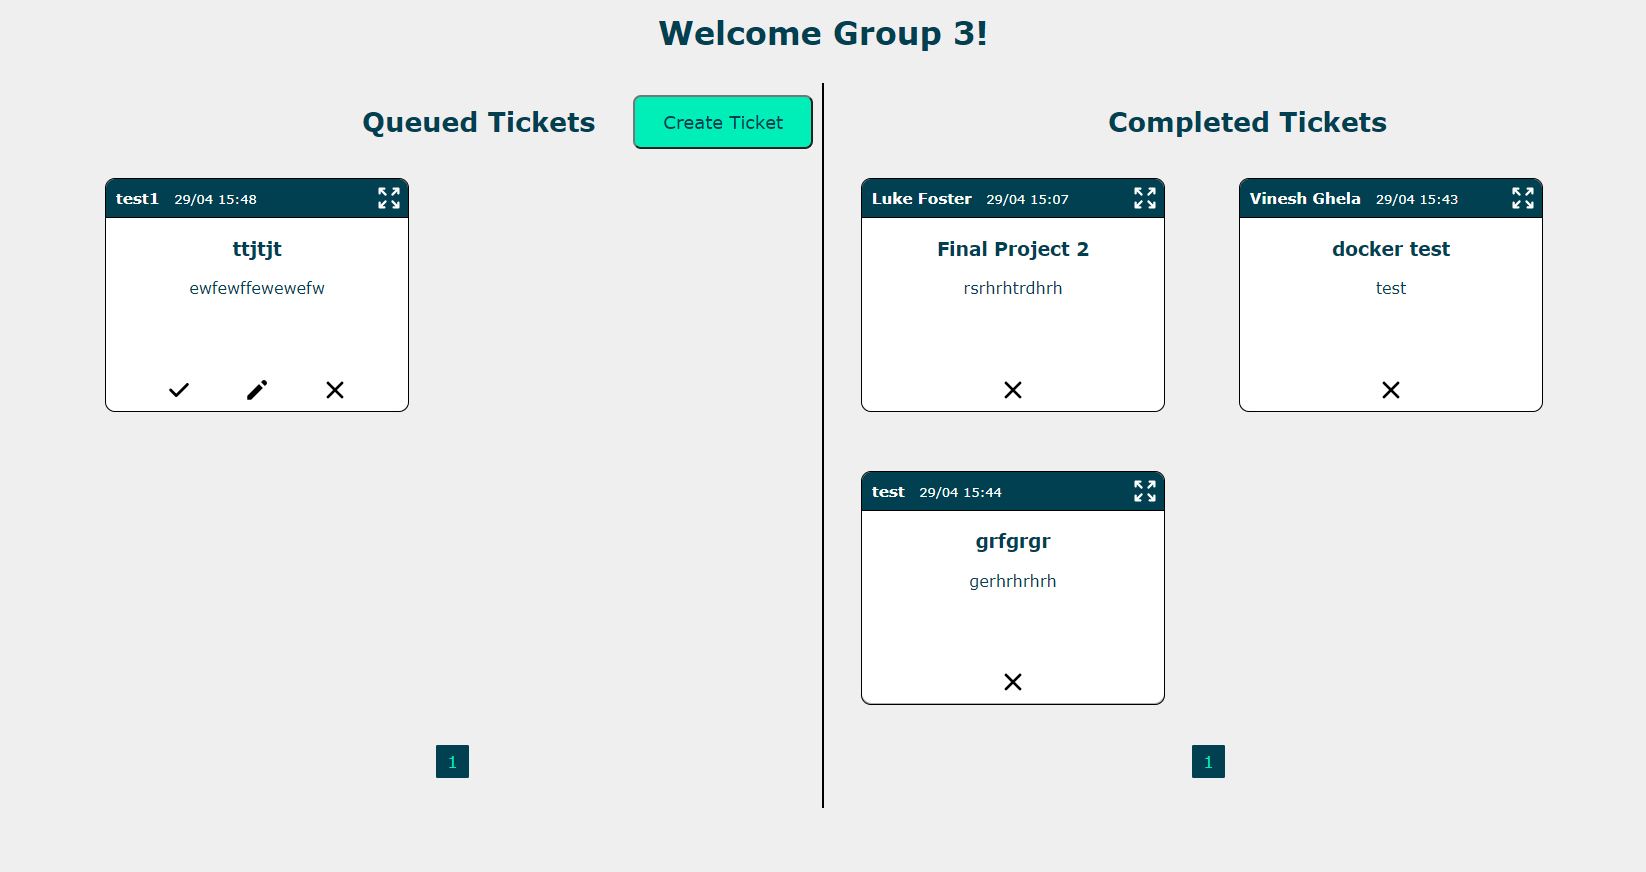 Welcome Group 3!
Queued Tickets
Create Ticket
test1 29/04 15:48
ttjtjt
ewfewffewewefw
1
Completed Tickets
Luke Foster 29/04 15:07
Final Project 2
rsrhrhtrdhrh
Vinesh Ghela 29/04 15:43
docker test
test
test 29/04 15:44
grfgrgr
gerhrhrhrh
1